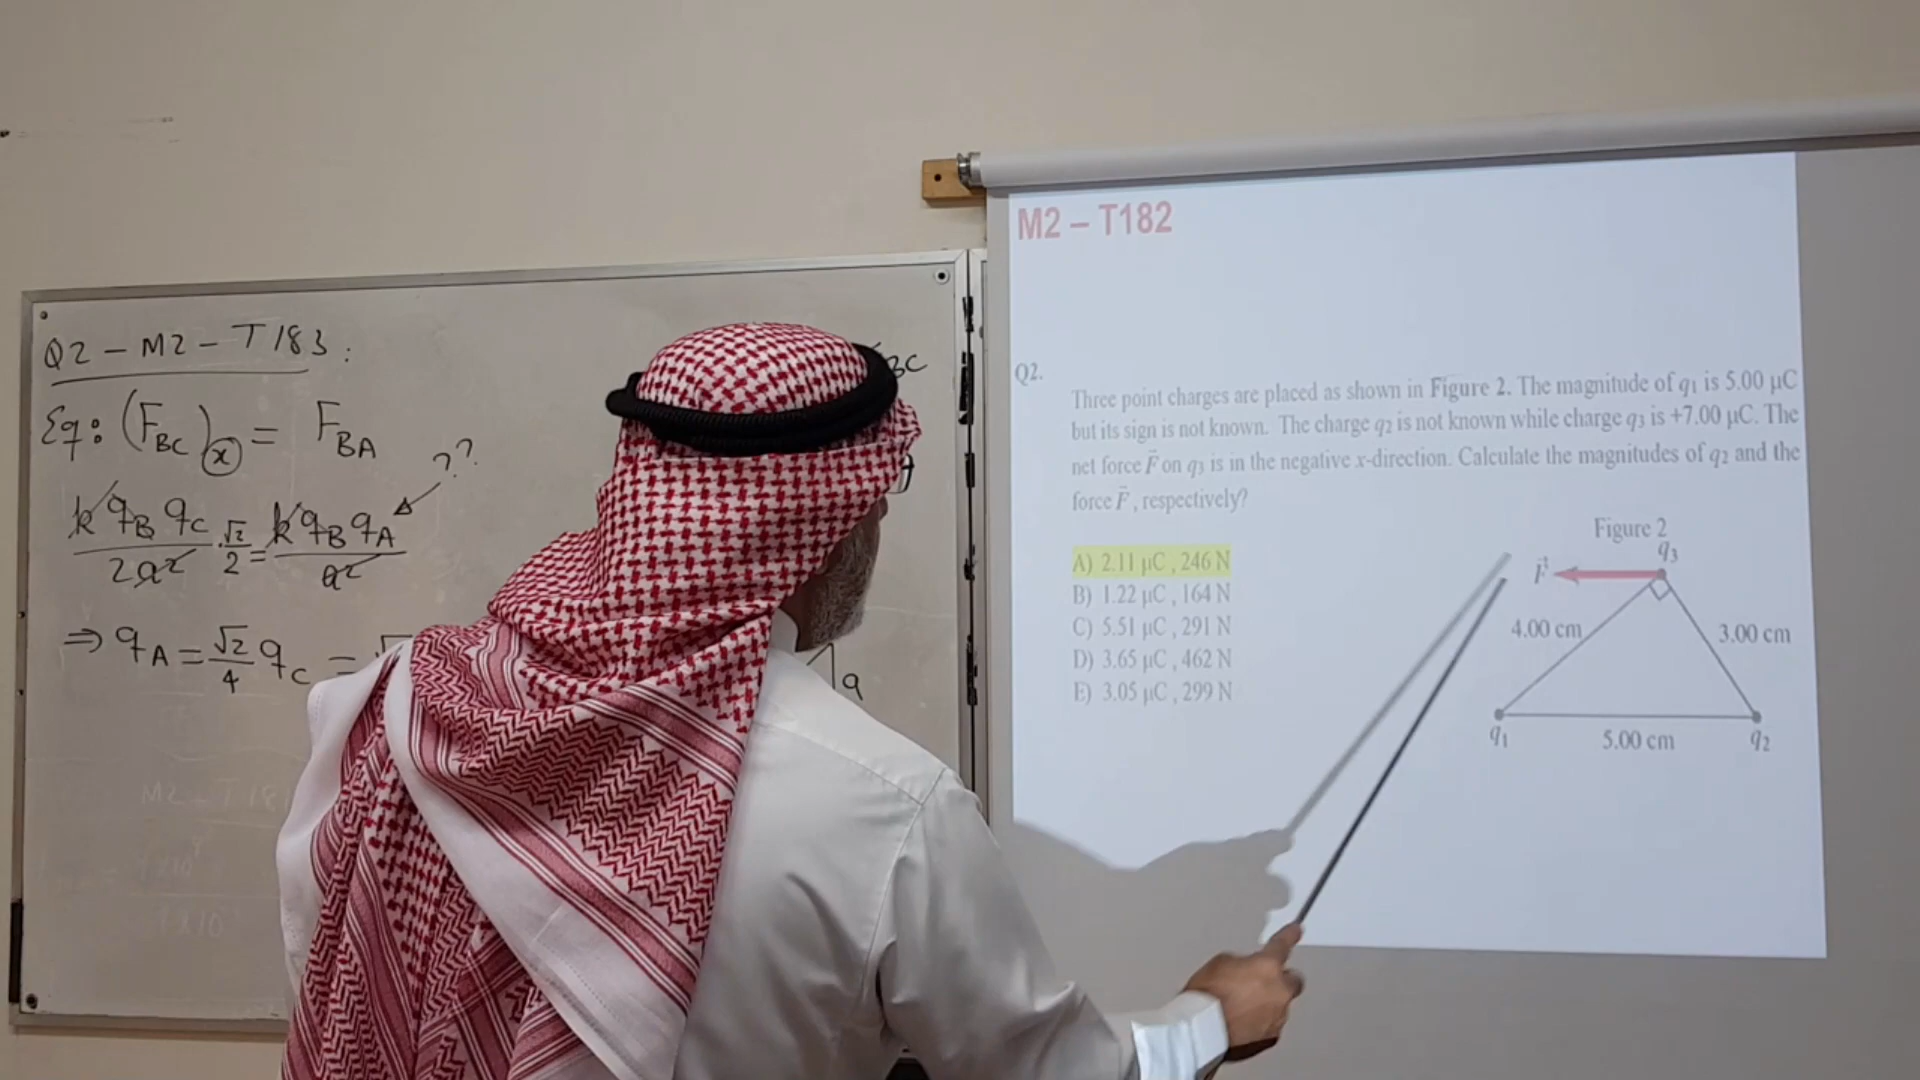 Q2 – M2 – T183 :
Eq: (F_BC)_x = F_BA
??
k q_B q_C / 2a² · √2 / 2 = k q_B q_A / a²
⇒ q_A = √2/4 q_C =
BC
a
M2 – T182
Q2.
Three point charges are placed as shown in Figure 2. The magnitude of q1 is 5.00 µC
but its sign is not known. The charge q2 is not known while charge q3 is +7.00 µC. The
net force F⃗ on q3 is in the negative x-direction. Calculate the magnitudes of q2 and the
force F⃗, respectively?
A) 2.11 µC , 246 N
B) 1.22 µC , 164 N
C) 5.51 µC , 291 N
D) 3.65 µC , 462 N
E) 3.05 µC , 299 N
Figure 2
q3
F⃗
4.00 cm
3.00 cm
q1
5.00 cm
q2